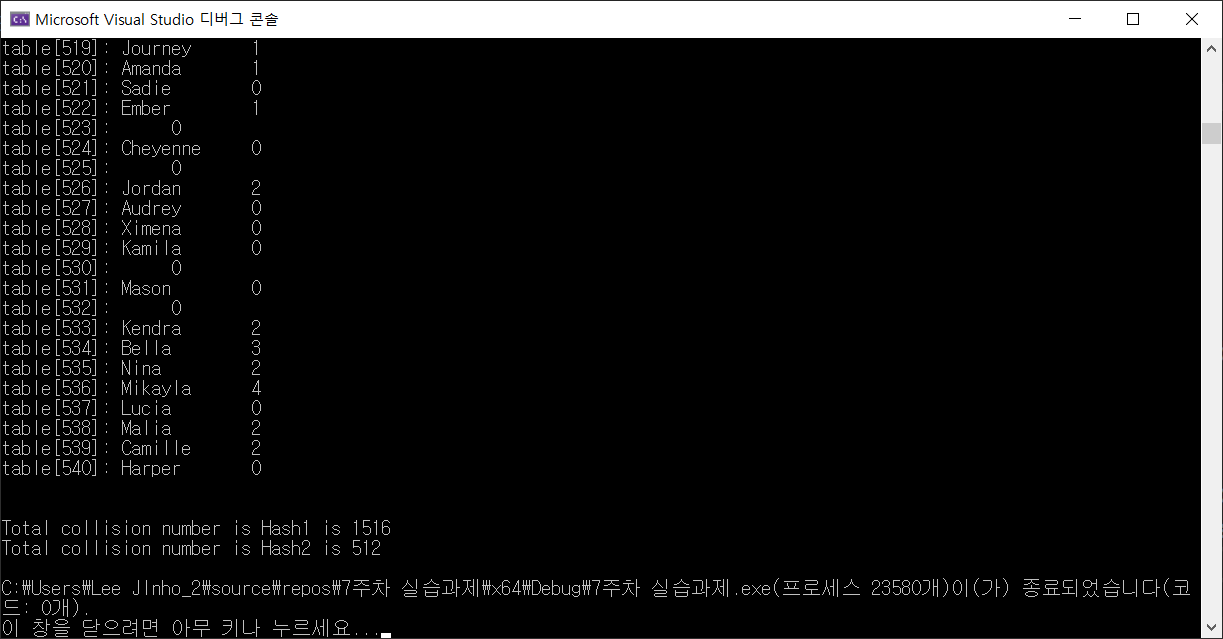 Microsoft Visual Studio 디버그 콘솔
table[519]: Journey 1
table[520]: Amanda 1
table[521]: Sadie 0
table[522]: Ember 1
table[523]: 0
table[524]: Cheyenne 0
table[525]: 0
table[526]: Jordan 2
table[527]: Audrey 0
table[528]: Ximena 0
table[529]: Kamila 0
table[530]: 0
table[531]: Mason 0
table[532]: 0
table[533]: Kendra 2
table[534]: Bella 3
table[535]: Nina 2
table[536]: Mikayla 4
table[537]: Lucia 0
table[538]: Malia 2
table[539]: Camille 2
table[540]: Harper 0
Total collision number is Hash1 is 1516
Total collision number is Hash2 is 512
C:₩Users₩Lee JInho_2₩source₩repos₩7주차 실습과제₩x64₩Debug₩7주차 실습과제.exe(프로세스 23580개)이(가) 종료되었습니다(코
드: 0개).
이 창을 닫으려면 아무 키나 누르세요...